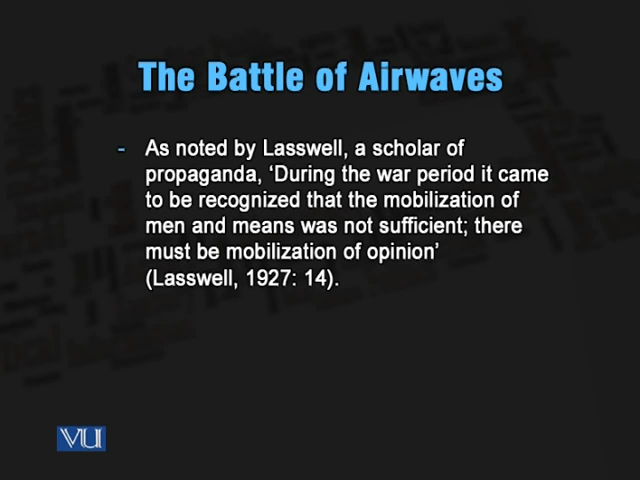 The Battle of Airwaves
- As noted by Lasswell, a scholar of
propaganda, ‘During the war period it came
to be recognized that the mobilization of
men and means was not sufficient; there
must be mobilization of opinion’
(Lasswell, 1927: 14).
VU